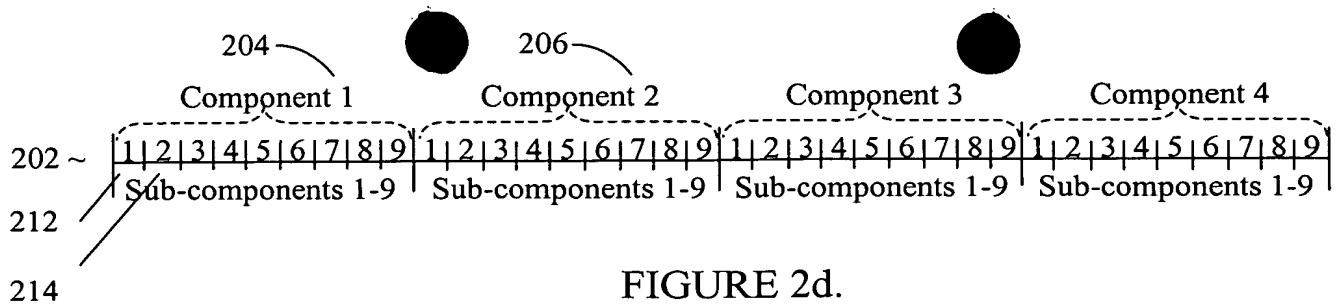 204 206
Component 1 Component 2 Component 3 Component 4
202 ~ 1|2|3|4|5|6|7|8|9 1|2|3|4|5|6|7|8|9 1|2|3|4|5|6|7|8|9 1|2|3|4|5|6|7|8|9
Sub-components 1-9 Sub-components 1-9 Sub-components 1-9 Sub-components 1-9
212
214 FIGURE 2d.